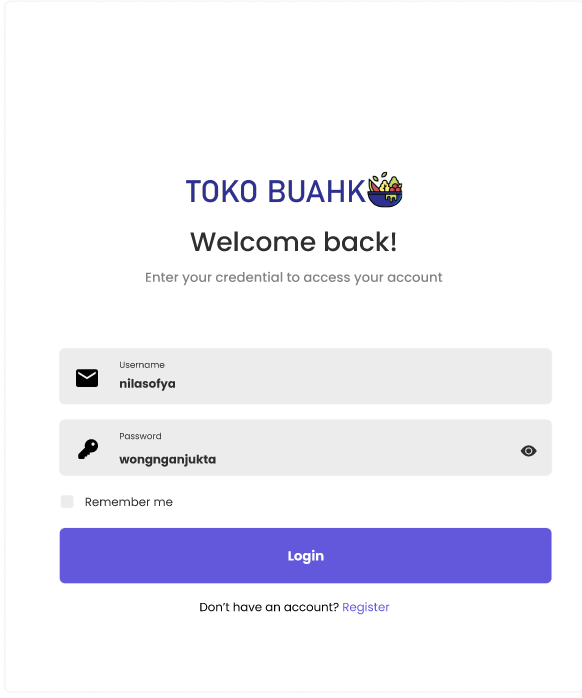 TOKO BUAHK
Welcome back!
Enter your credential to access your account
Username
nilasofya
Password
wongnganjukta
Remember me
Login
Don't have an account? Register